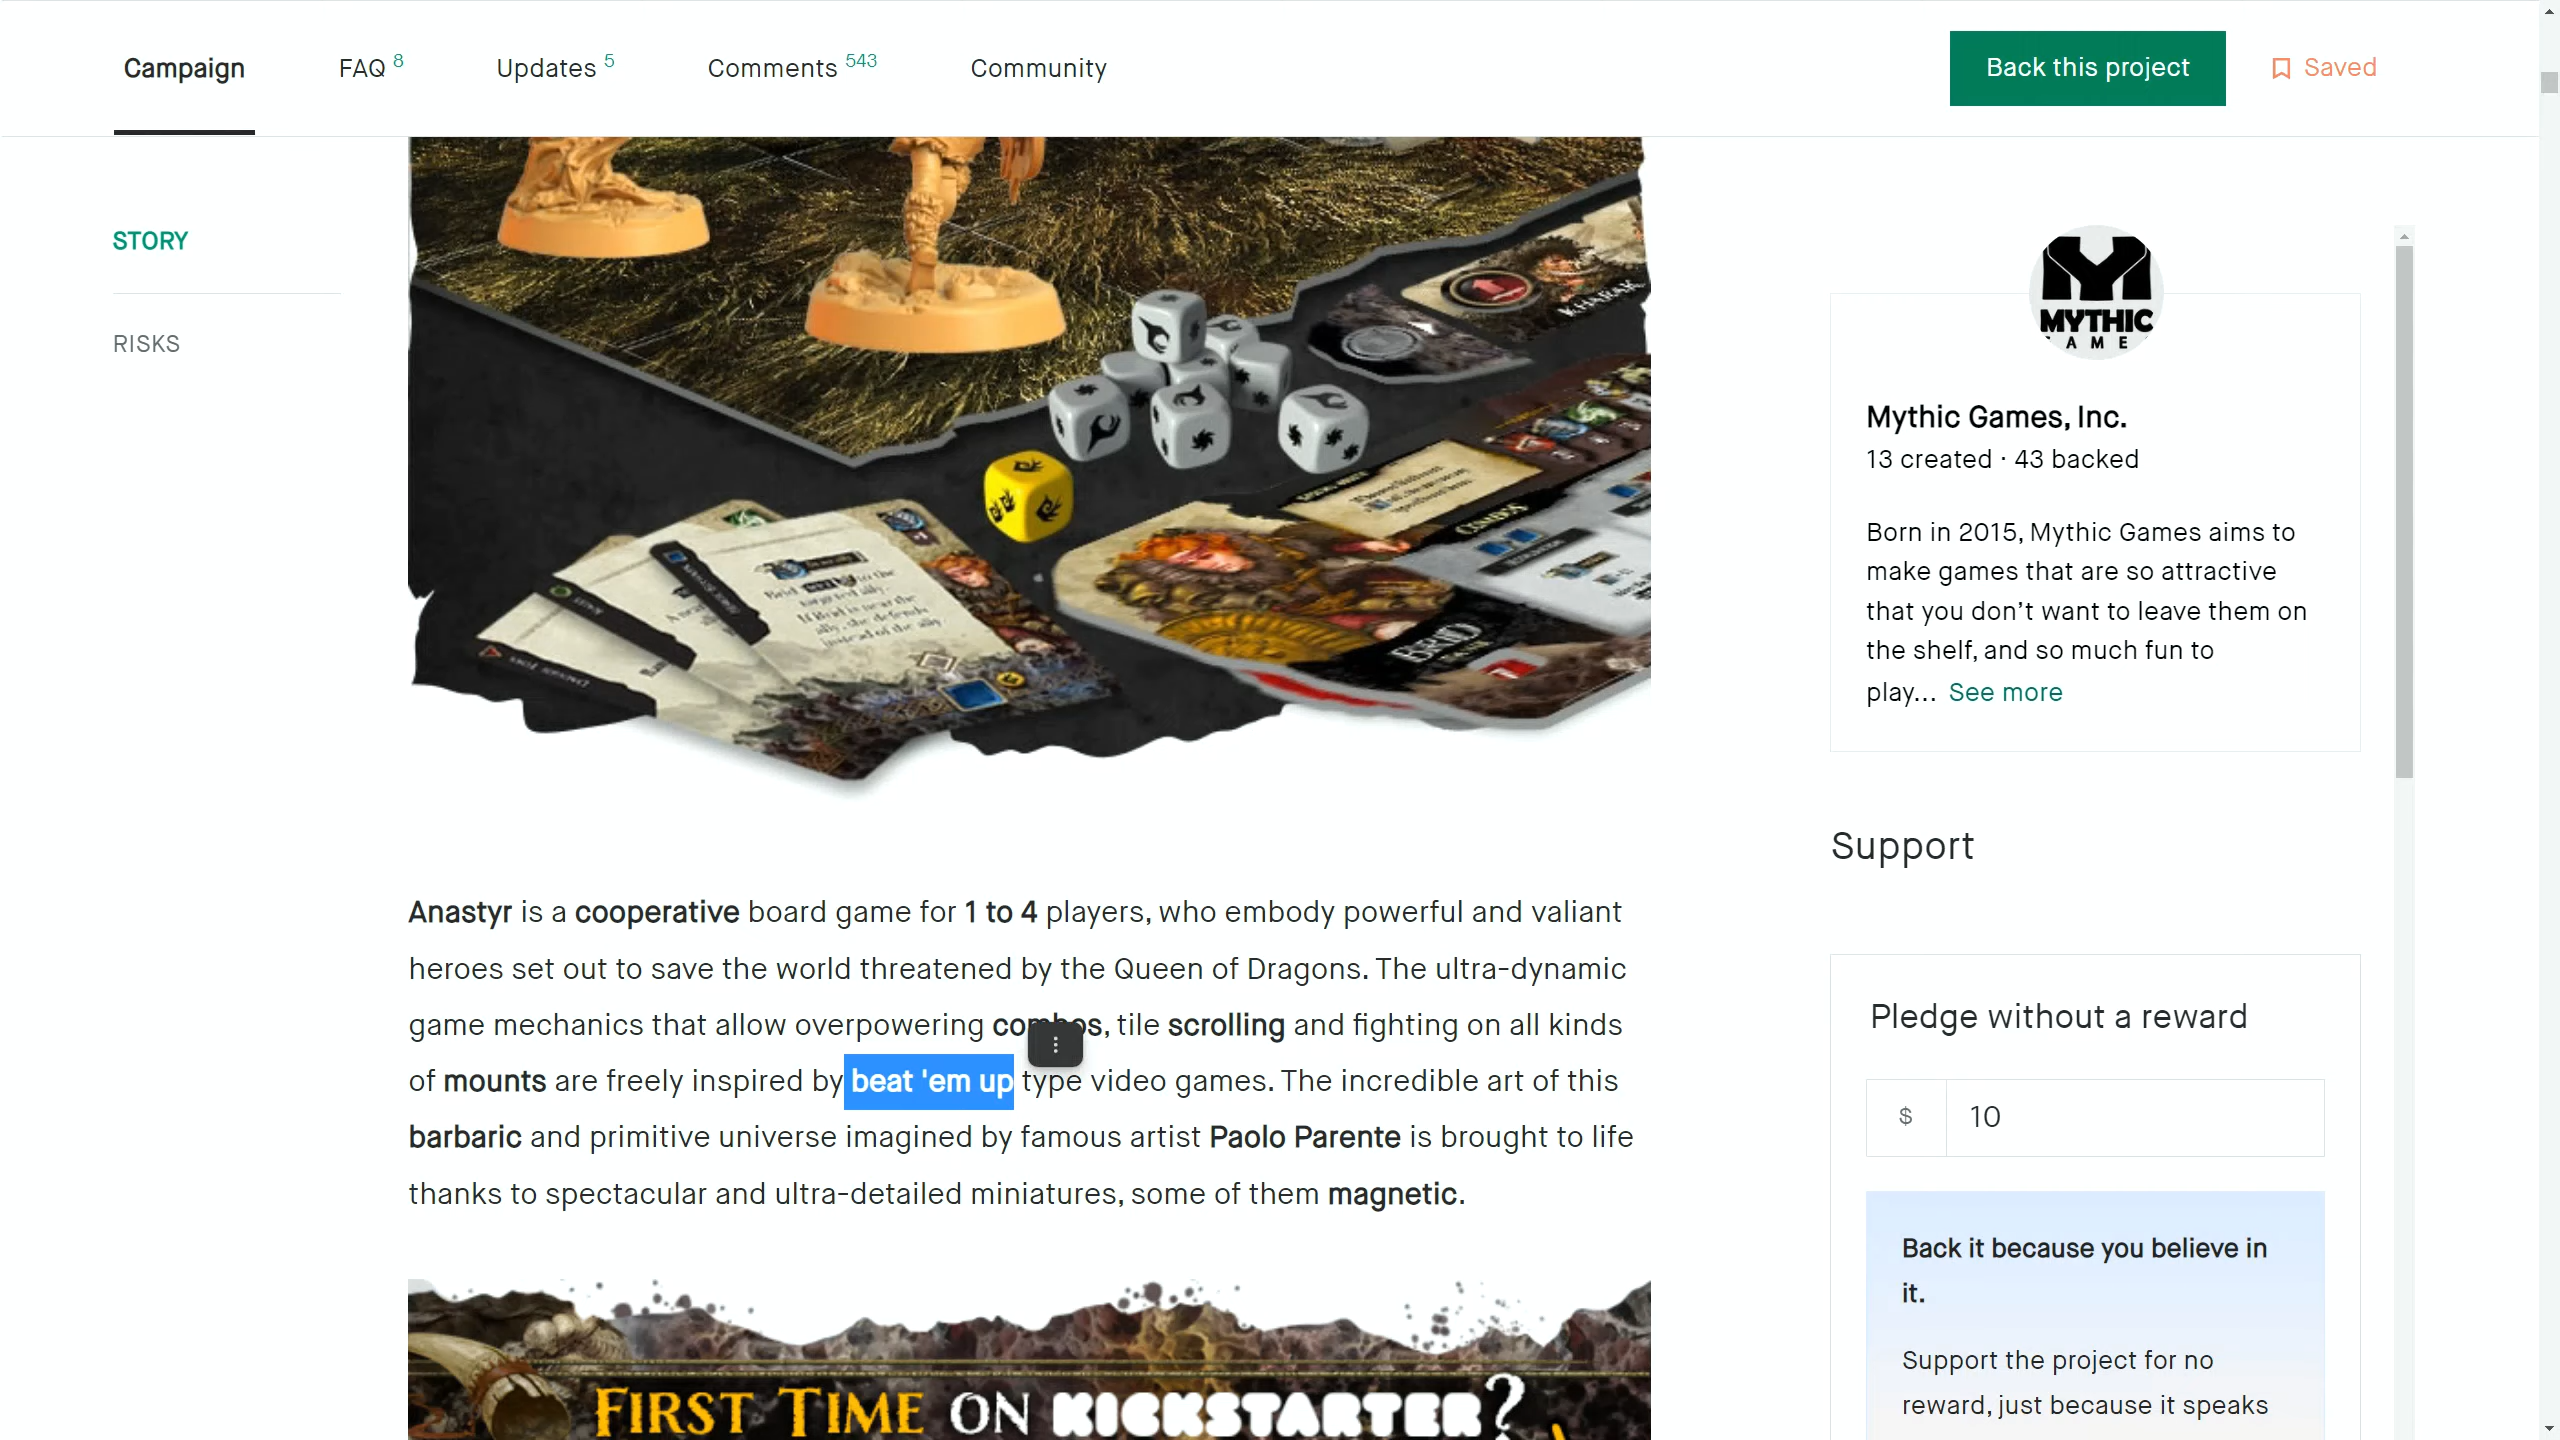 Campaign
FAQ 8
Updates 5
Comments 543
Community
Back this project
Saved
STORY
RISKS
KHARAN
COMBOS
BRIID
MYTHIC
GAME
Mythic Games, Inc.
13 created · 43 backed
Born in 2015, Mythic Games aims to
make games that are so attractive
that you don’t want to leave them on
the shelf, and so much fun to
play... See more
Support
Anastyr is a cooperative board game for 1 to 4 players, who embody powerful and valiant
heroes set out to save the world threatened by the Queen of Dragons. The ultra-dynamic
game mechanics that allow overpowering combos, tile scrolling and fighting on all kinds
of mounts are freely inspired by beat 'em up type video games. The incredible art of this
barbaric and primitive universe imagined by famous artist Paolo Parente is brought to life
thanks to spectacular and ultra-detailed miniatures, some of them magnetic.
FIRST TIME ON KICKSTARTER?
Pledge without a reward
$ 10
Back it because you believe in
it.
Support the project for no
reward, just because it speaks